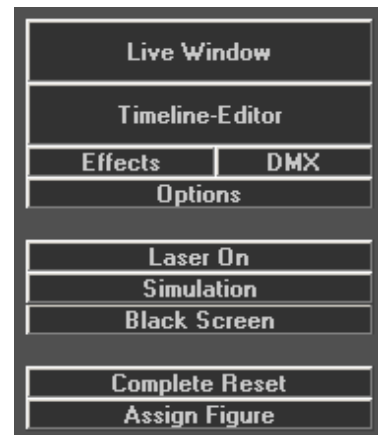 Live Window
Timeline-Editor
Effects DMX
Options
Laser On
Simulation
Black Screen
Complete Reset
Assign Figure